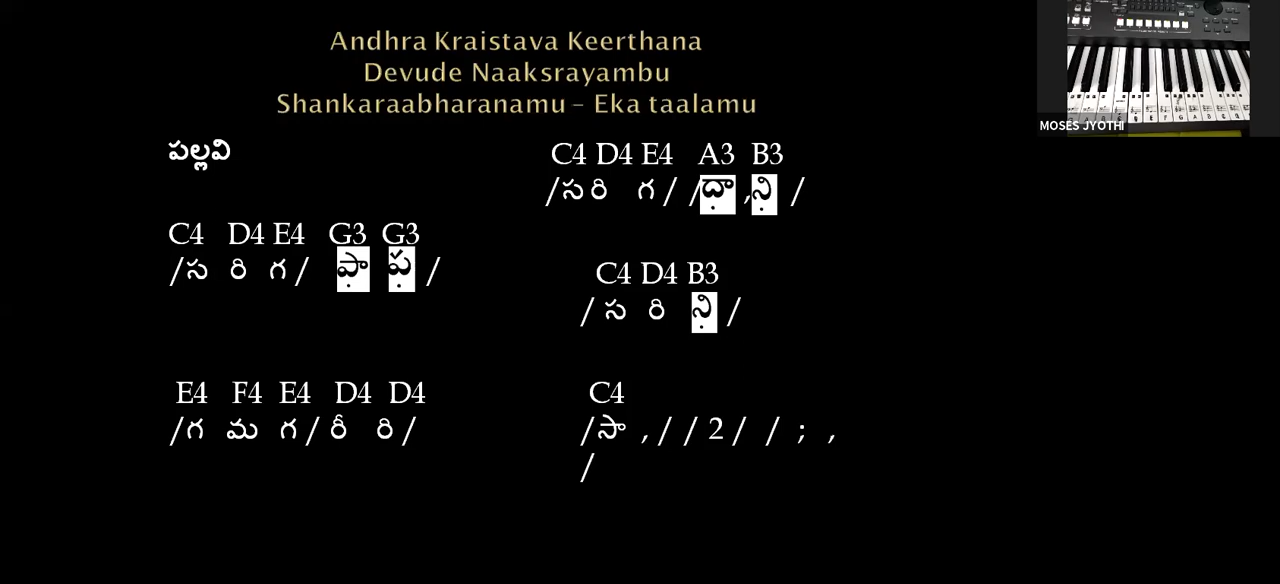 Andhra Kraistava Keerthana
Devude Naaksrayambu
Shankaraabharanamu – Eka taalamu
MOSES JYOTHI
పల్లవి
C4 D4 E4 G3 G3
/స రి గ/ పా ప /
E4 F4 E4 D4 D4
/గ మ గ/ రీ రి/
C4 D4 E4 A3 B3
/సరి గ/ /దా ,ని /
C4 D4 B3
/ స రి ని /
C4
/సా ,/ / 2/ / ; ,
/